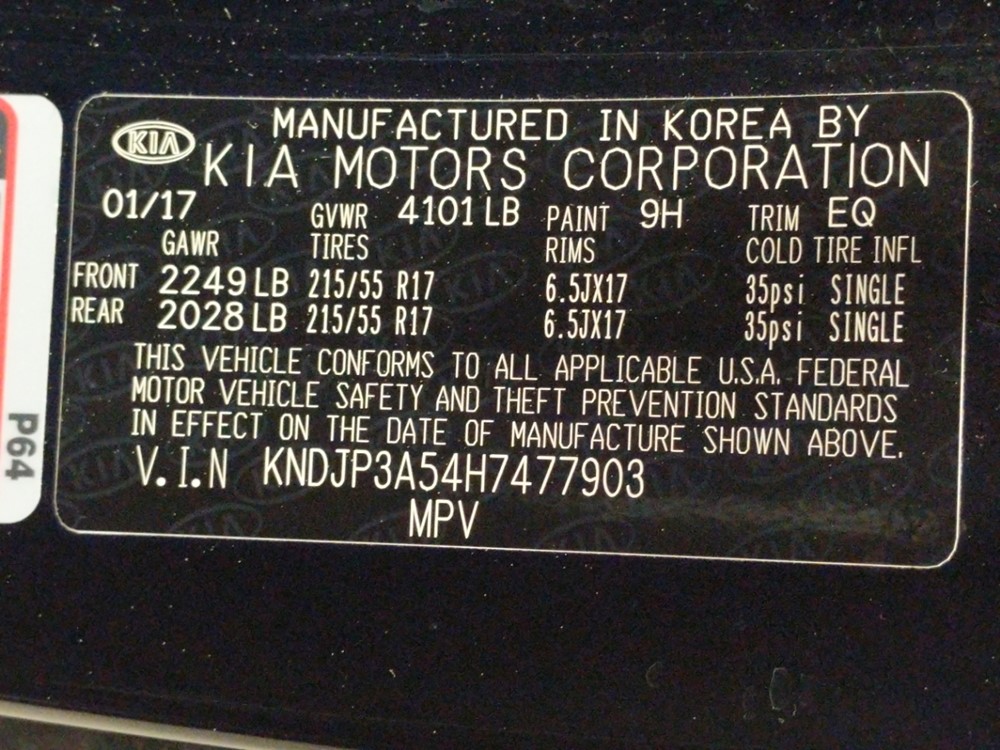 KIA
MANUFACTURED IN KOREA BY
KIA MOTORS CORPORATION
01/17 GVWR 4101 LB PAINT 9H TRIM EQ
GAWR TIRES RIMS COLD TIRE INFL
FRONT 2249 LB 215/55 R17 6.5JX17 35psi SINGLE
REAR 2028 LB 215/55 R17 6.5JX17 35psi SINGLE
THIS VEHICLE CONFORMS TO ALL APPLICABLE U.S.A. FEDERAL
MOTOR VEHICLE SAFETY AND THEFT PREVENTION STANDARDS
IN EFFECT ON THE DATE OF MANUFACTURE SHOWN ABOVE.
V.I.N KNDJP3A54H7477903
MPV
P64